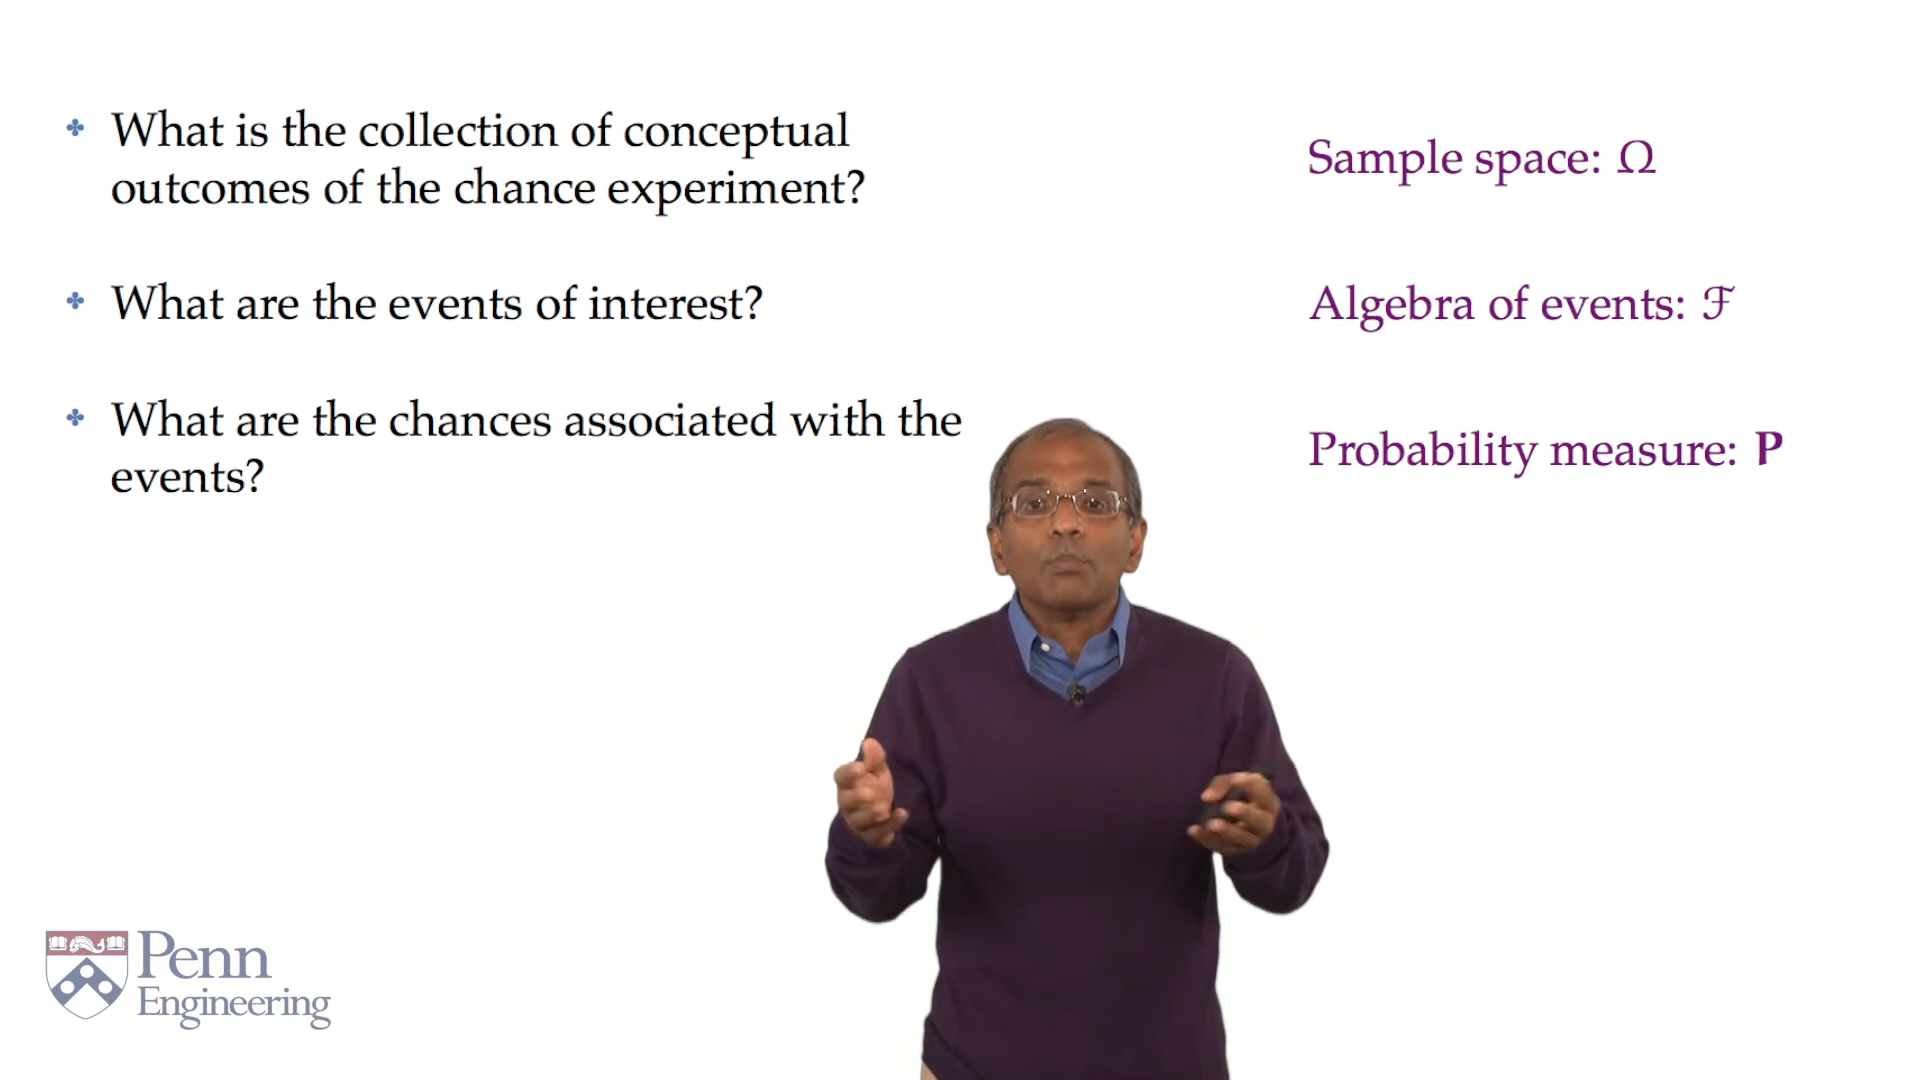 What is the collection of conceptual
outcomes of the chance experiment?
Sample space: Ω
What are the events of interest?
Algebra of events: ℱ
What are the chances associated with the
events?
Probability measure: P
Penn
Engineering